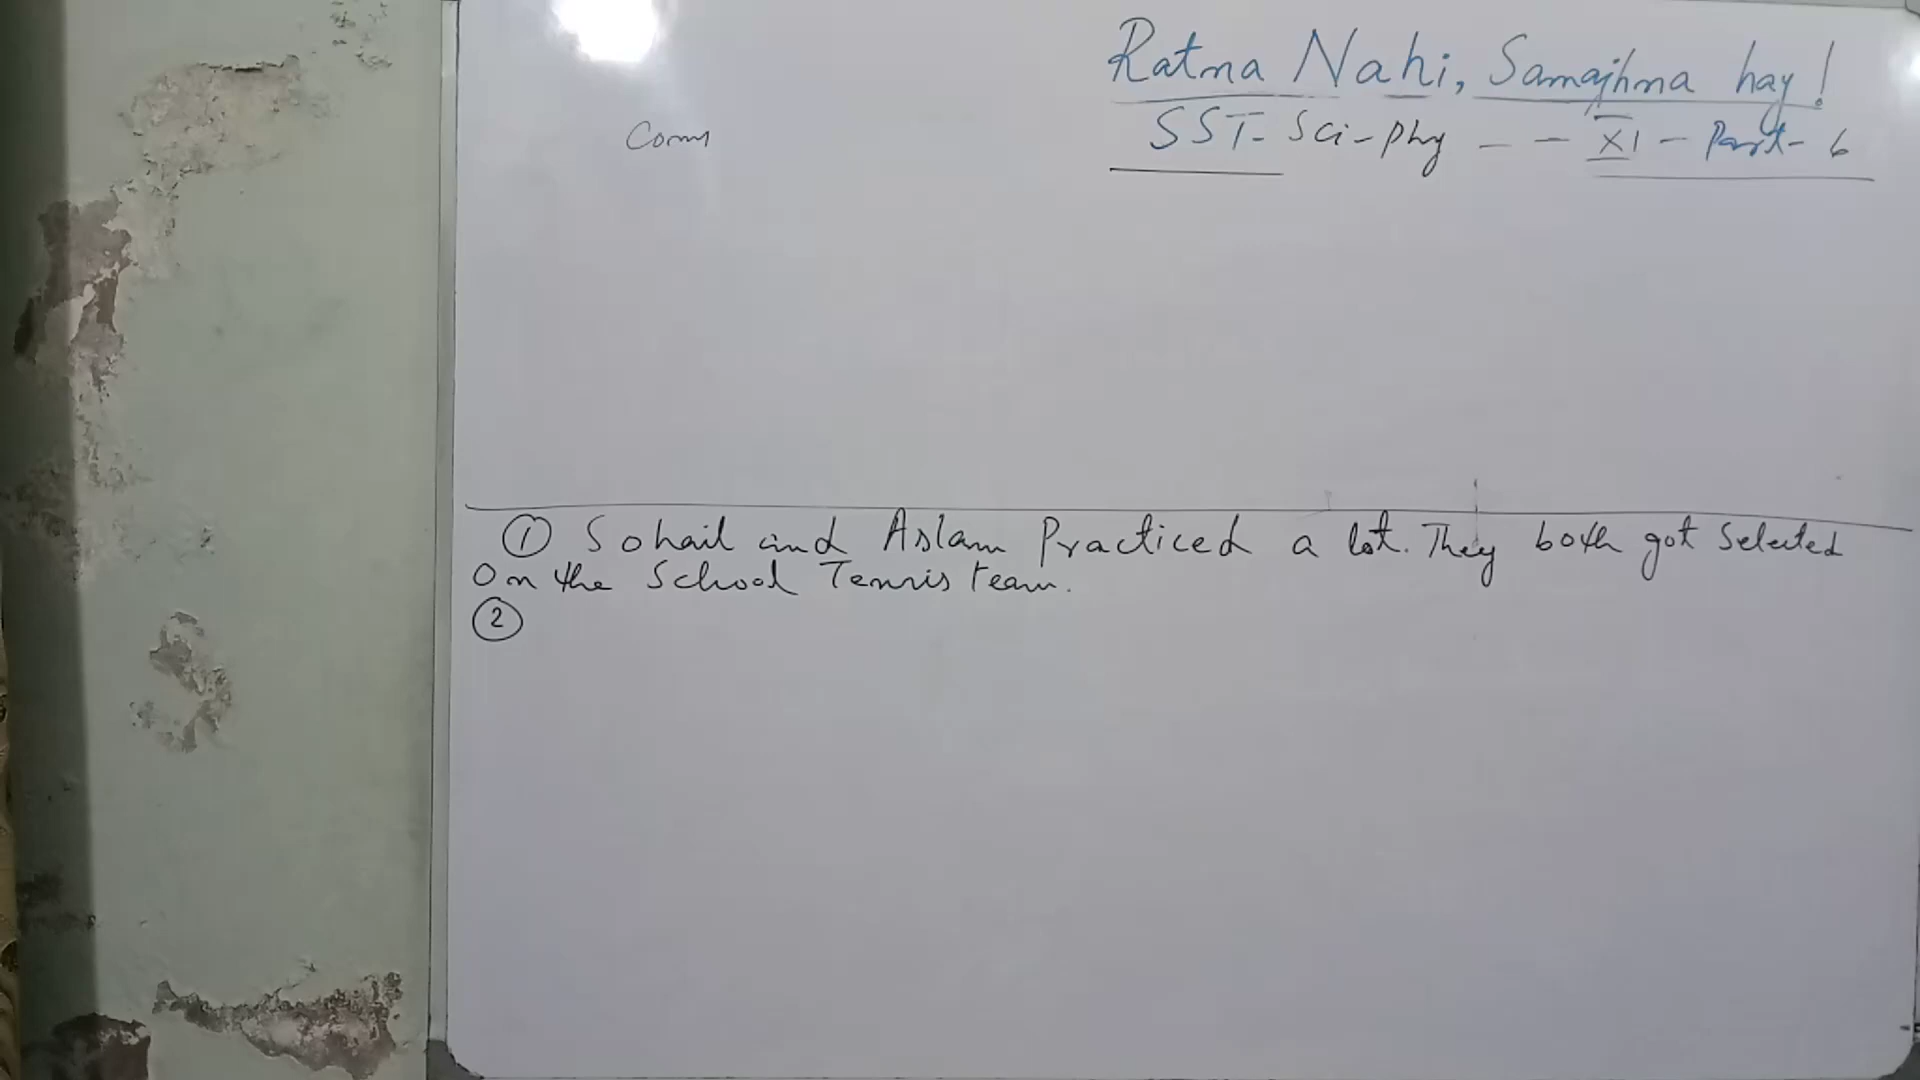 Ratna Nahi, Samajhna hay!
SST- Sci-phy - - XI - Part- 6
Comm
① Sohail and Aslam Practiced a lot. They both got Selected
On the School Tennis team.
②